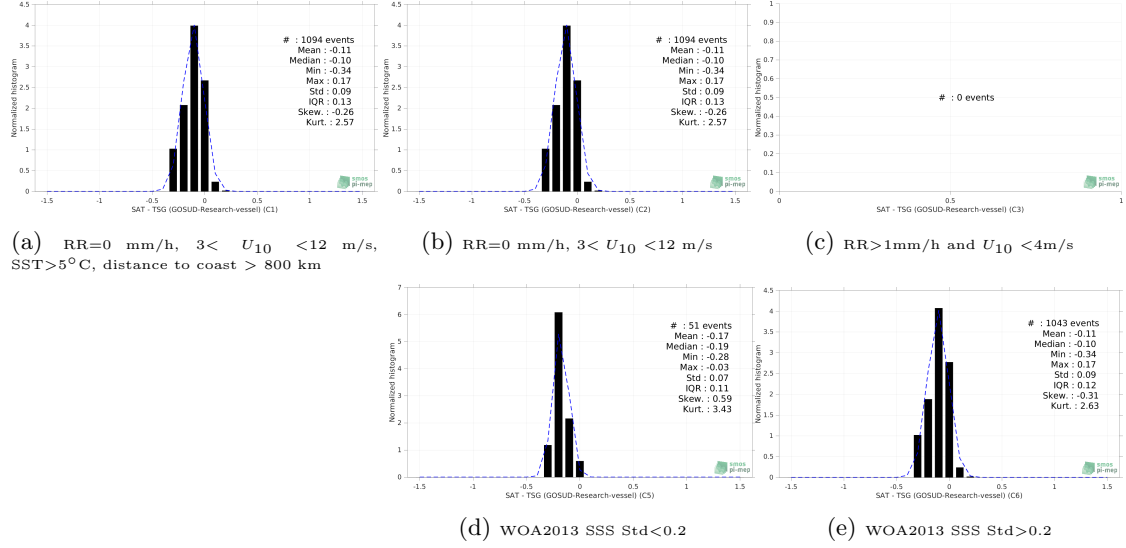 4.5
4
3.5
3
2.5
2
1.5
1
0.5
0
Normalized histogram
# : 1094 events
Mean : -0.11
Median : -0.10
Min : -0.34
Max : 0.17
Std : 0.09
IQR : 0.13
Skew. : -0.26
Kurt. : 2.57
smos
pi-mep
-1.5 -1 -0.5 0 0.5 1 1.5
SAT - TSG (GOSUD-Research-vessel) (C1)
(a) RR=0 mm/h, 3< U10 <12 m/s,
SST>5°C, distance to coast > 800 km
4.5
4
3.5
3
2.5
2
1.5
1
0.5
0
Normalized histogram
# : 1094 events
Mean : -0.11
Median : -0.10
Min : -0.34
Max : 0.17
Std : 0.09
IQR : 0.13
Skew. : -0.26
Kurt. : 2.57
smos
pi-mep
-1.5 -1 -0.5 0 0.5 1 1.5
SAT - TSG (GOSUD-Research-vessel) (C2)
(b) RR=0 mm/h, 3< U10 <12 m/s
1
0.9
0.8
0.7
0.6
0.5
0.4
0.3
0.2
0.1
0
Normalized histogram
# : 0 events
smos
pi-mep
0 0.5 1
SAT - TSG (GOSUD-Research-vessel) (C3)
(c) RR>1mm/h and U10 <4m/s
7
6
5
4
3
2
1
0
Normalized histogram
# : 51 events
Mean : -0.17
Median : -0.19
Min : -0.28
Max : -0.03
Std : 0.07
IQR : 0.11
Skew. : 0.59
Kurt. : 3.43
smos
pi-mep
-1.5 -1 -0.5 0 0.5 1 1.5
SAT - TSG (GOSUD-Research-vessel) (C5)
(d) WOA2013 SSS Std<0.2
4.5
4
3.5
3
2.5
2
1.5
1
0.5
0
Normalized histogram
# : 1043 events
Mean : -0.11
Median : -0.10
Min : -0.34
Max : 0.17
Std : 0.09
IQR : 0.12
Skew. : -0.31
Kurt. : 2.63
smos
pi-mep
-1.5 -1 -0.5 0 0.5 1 1.5
SAT - TSG (GOSUD-Research-vessel) (C6)
(e) WOA2013 SSS Std>0.2